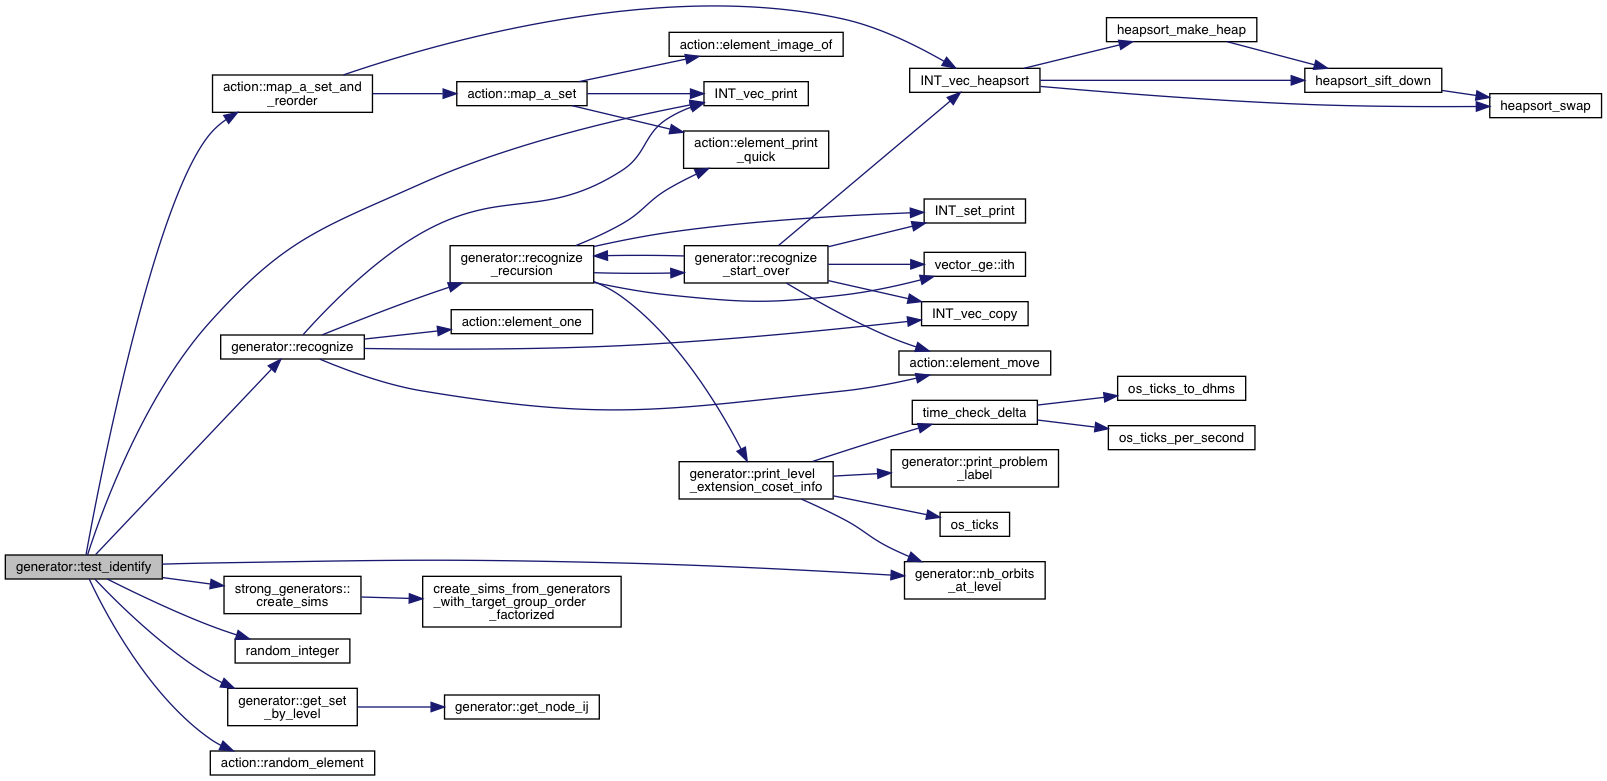 generator::test_identify
action::map_a_set_and
_reorder
action::map_a_set
action::element_image_of
INT_vec_print
action::element_print
_quick
INT_vec_heapsort
heapsort_make_heap
heapsort_sift_down
heapsort_swap
generator::recognize
generator::recognize
_recursion
generator::recognize
_start_over
INT_set_print
vector_ge::ith
INT_vec_copy
action::element_move
action::element_one
generator::print_level
_extension_coset_info
time_check_delta
os_ticks_to_dhms
os_ticks_per_second
generator::print_problem
_label
os_ticks
generator::nb_orbits
_at_level
strong_generators::
create_sims
create_sims_from_generators
_with_target_group_order
_factorized
random_integer
generator::get_set
_by_level
generator::get_node_ij
action::random_element